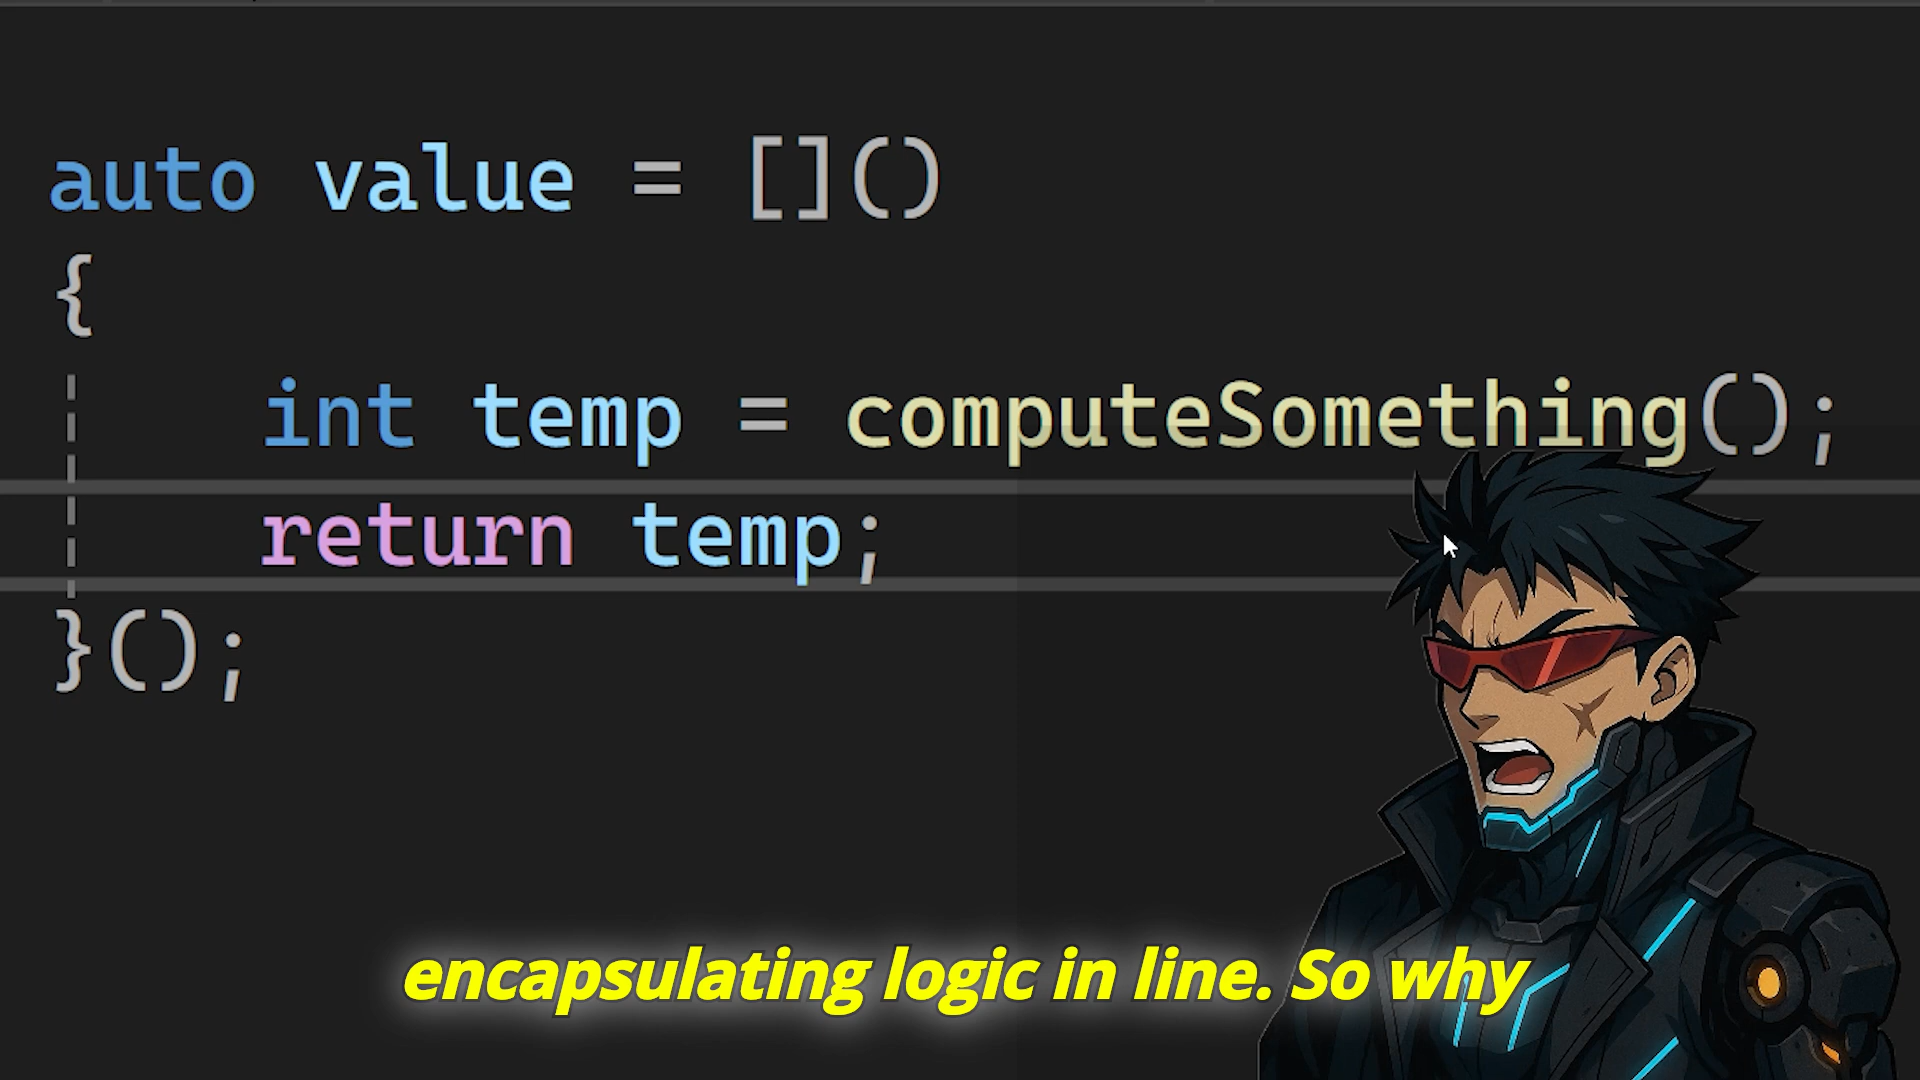 auto value = []()
{
int temp = computeSomething();
return temp;
}();
encapsulating logic in line. So why